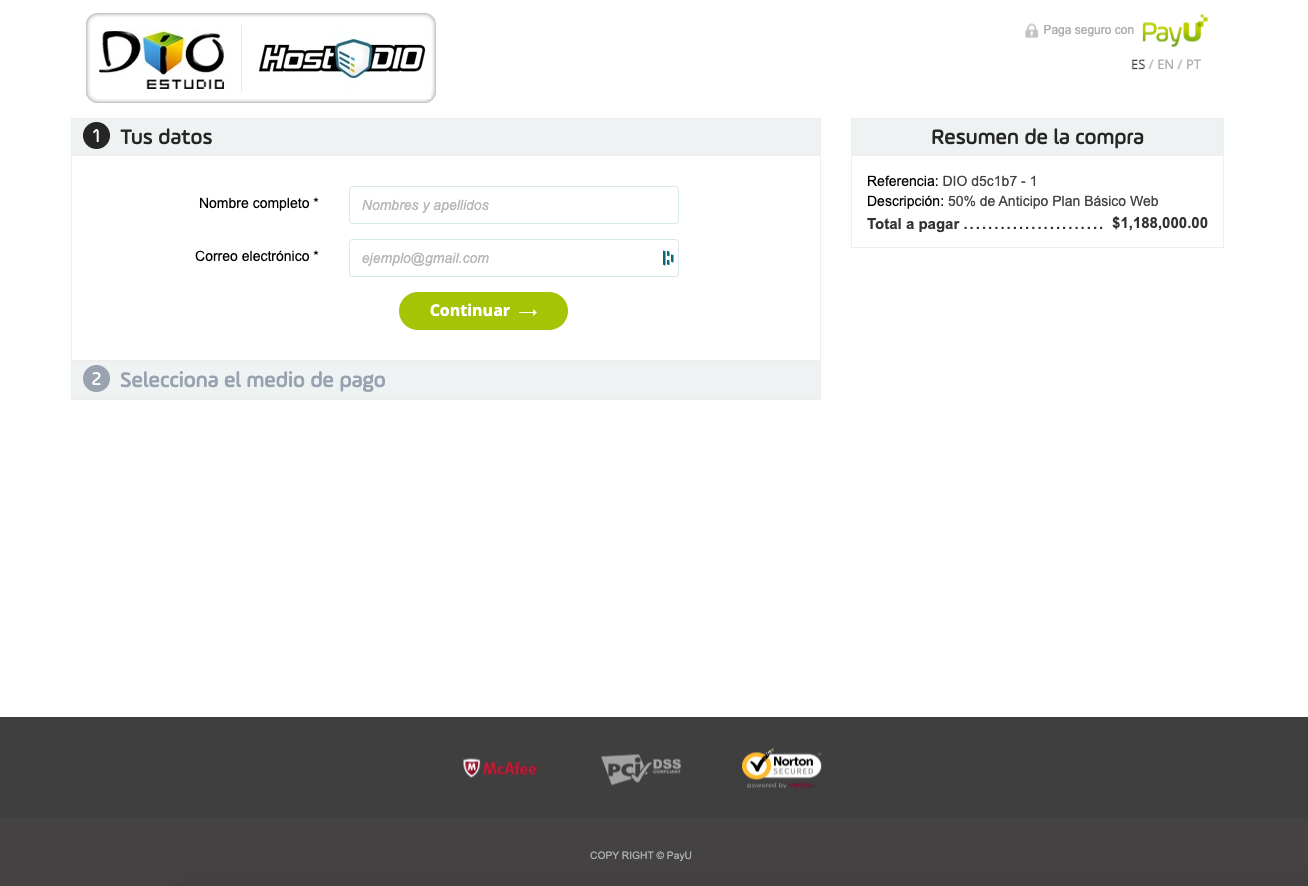 DIO
ESTUDIO
HostDIO
Paga seguro con PayU
ES / EN / PT
1 Tus datos
Nombre completo *
Nombres y apellidos
Correo electrónico *
ejemplo@gmail.com
Continuar →
2 Selecciona el medio de pago
Resumen de la compra
Referencia: DIO d5c1b7 - 1
Descripción: 50% de Anticipo Plan Básico Web
Total a pagar ....................... $1,188,000.00
McAfee
PCI DSS
COMPLIANT
Norton
SECURED
powered by
COPY RIGHT © PayU